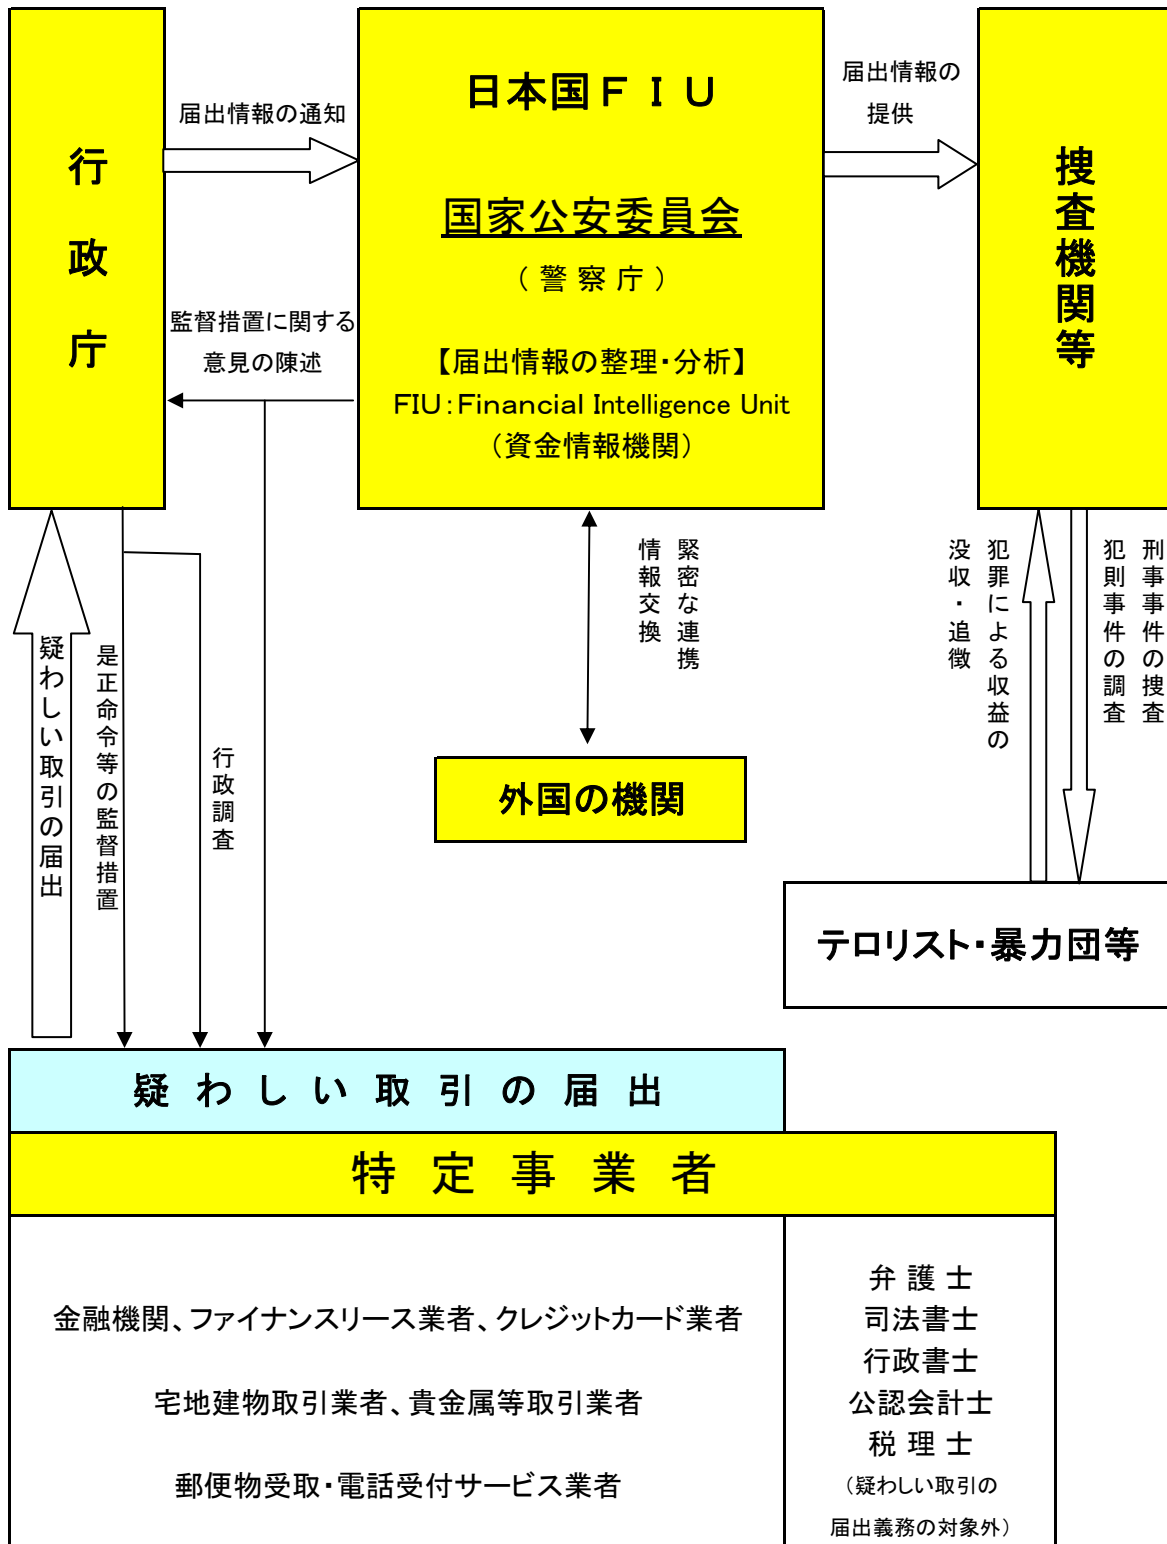 行政庁
届出情報の通知
監督措置に関する
意見の陳述
日本国ＦＩＵ
国家公安委員会
（警察庁）
【届出情報の整理・分析】
FIU：Financial Intelligence Unit
（資金情報機関）
届出情報の
提供
捜査機関等
疑わしい取引の届出
是正命令等の監督措置
行政調査
緊密な連携
情報交換
犯罪による収益の
没収・追徴
刑事事件の捜査
犯則事件の調査
外国の機関
テロリスト・暴力団等
疑わしい取引の届出
特定事業者
金融機関、ファイナンスリース業者、クレジットカード業者
宅地建物取引業者、貴金属等取引業者
郵便物受取・電話受付サービス業者
弁護士
司法書士
行政書士
公認会計士
税理士
（疑わしい取引の
届出義務の対象外）